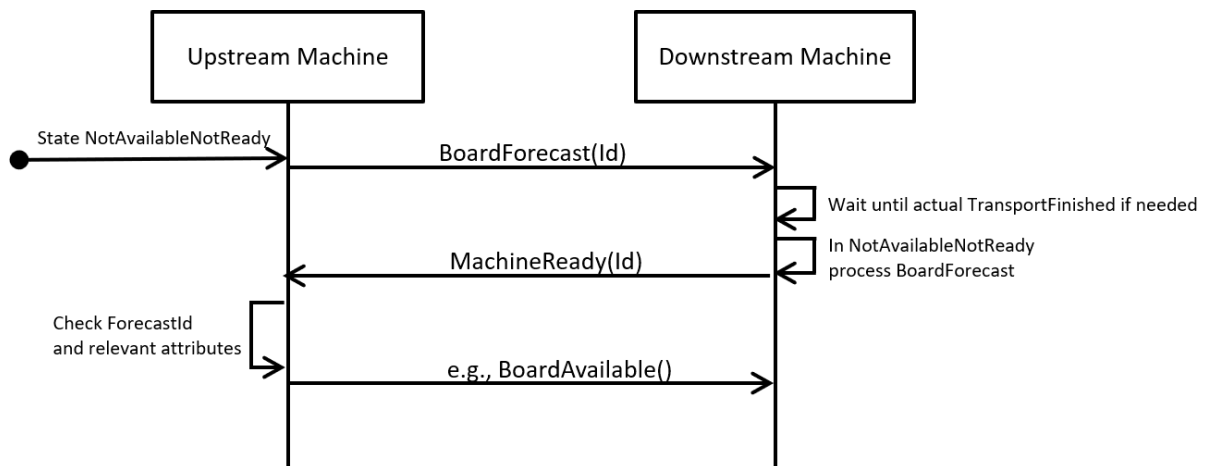 Upstream Machine
Downstream Machine
State NotAvailableNotReady
BoardForecast(Id)
Wait until actual TransportFinished if needed
In NotAvailableNotReady
process BoardForecast
MachineReady(Id)
Check ForecastId
and relevant attributes
e.g., BoardAvailable()